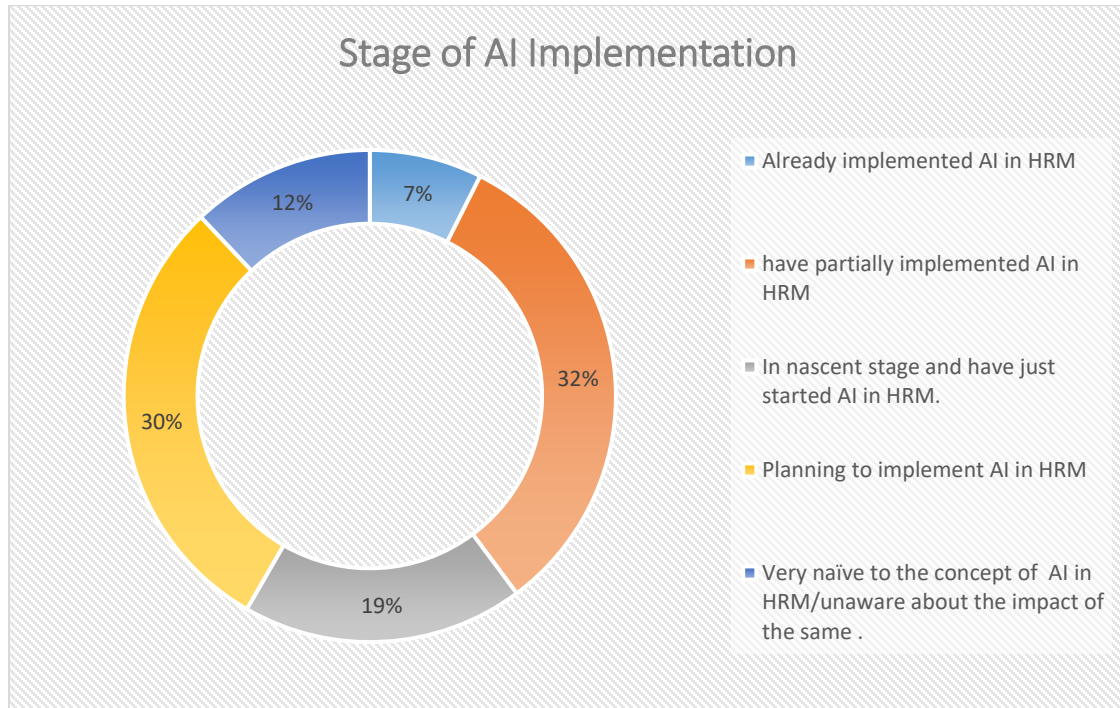 Stage of AI Implementation
7%
12%
32%
30%
19%
Already implemented AI in HRM
have partially implemented AI in
HRM
In nascent stage and have just
started AI in HRM.
Planning to implement AI in HRM
Very naïve to the concept of  AI in
HRM/unaware about the impact of
the same .